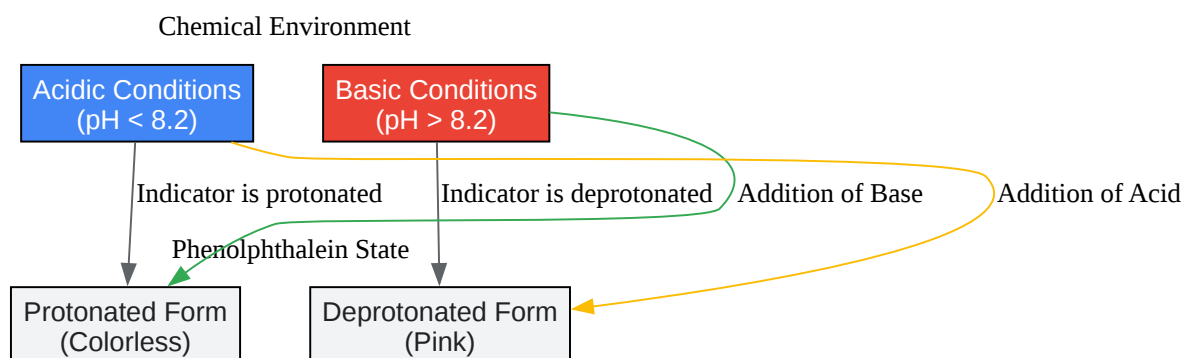 Chemical Environment
Acidic Conditions
(pH < 8.2)
Basic Conditions
(pH > 8.2)
Indicator is protonated
Indicator is deprotonated
Addition of Base
Addition of Acid
Phenolphthalein State
Protonated Form
(Colorless)
Deprotonated Form
(Pink)